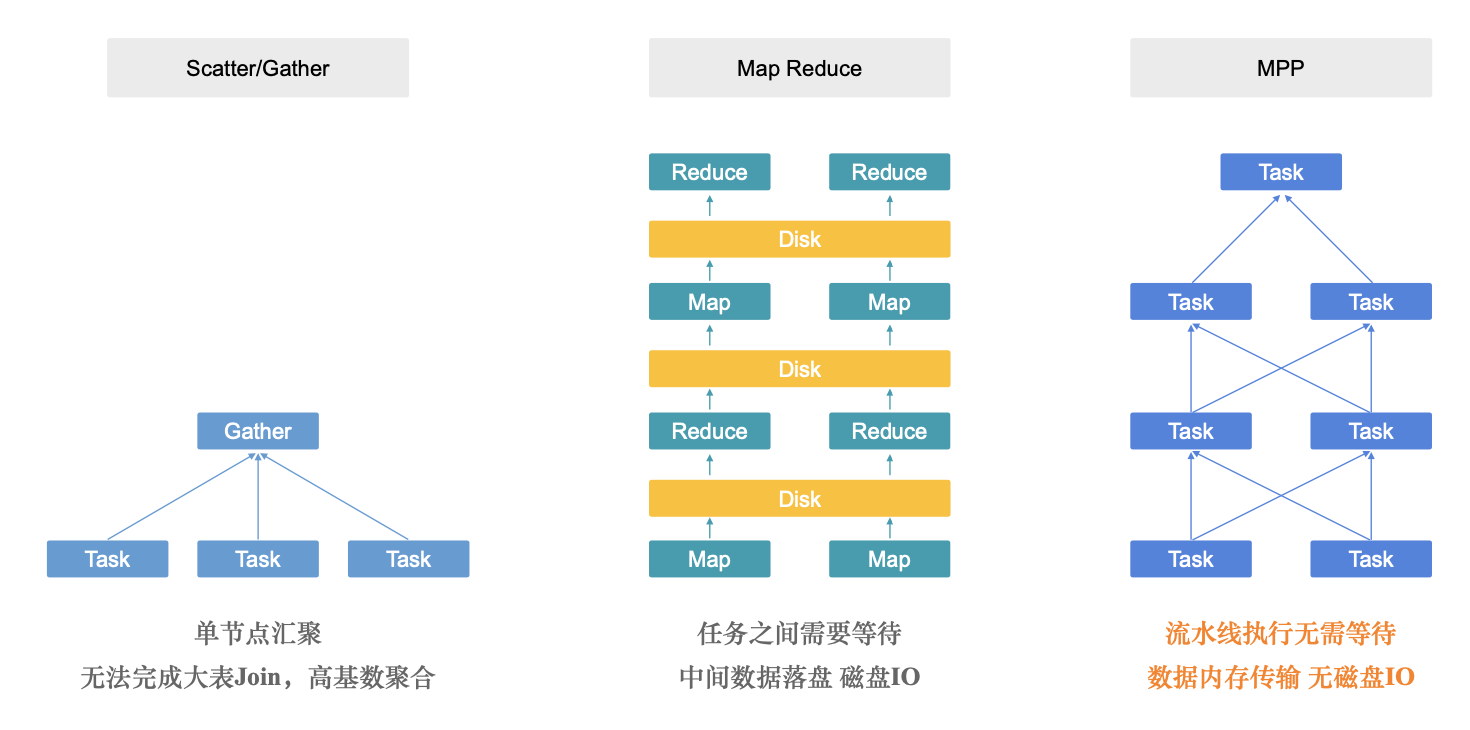 Scatter/Gather
Gather
Task Task Task
单节点汇聚
无法完成大表Join，高基数聚合
Map Reduce
Reduce Reduce
Disk
Map Map
Disk
Reduce Reduce
Disk
Map Map
任务之间需要等待
中间数据落盘 磁盘IO
MPP
Task
Task Task
Task Task
Task Task
流水线执行无需等待
数据内存传输 无磁盘IO